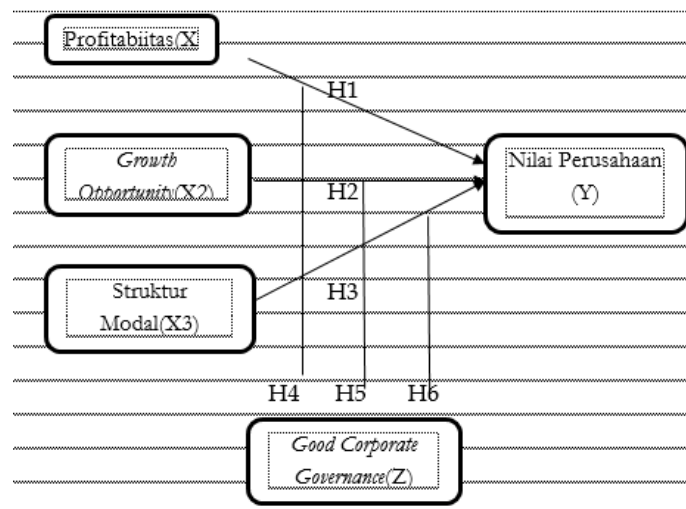 Profitabiitas(X
H1
Growth
Opportunity(X2)
H2
Nilai Perusahaan
(Y)
Struktur
Modal(X3)
H3
H4 H5 H6
Good Corporate
Governance(Z)